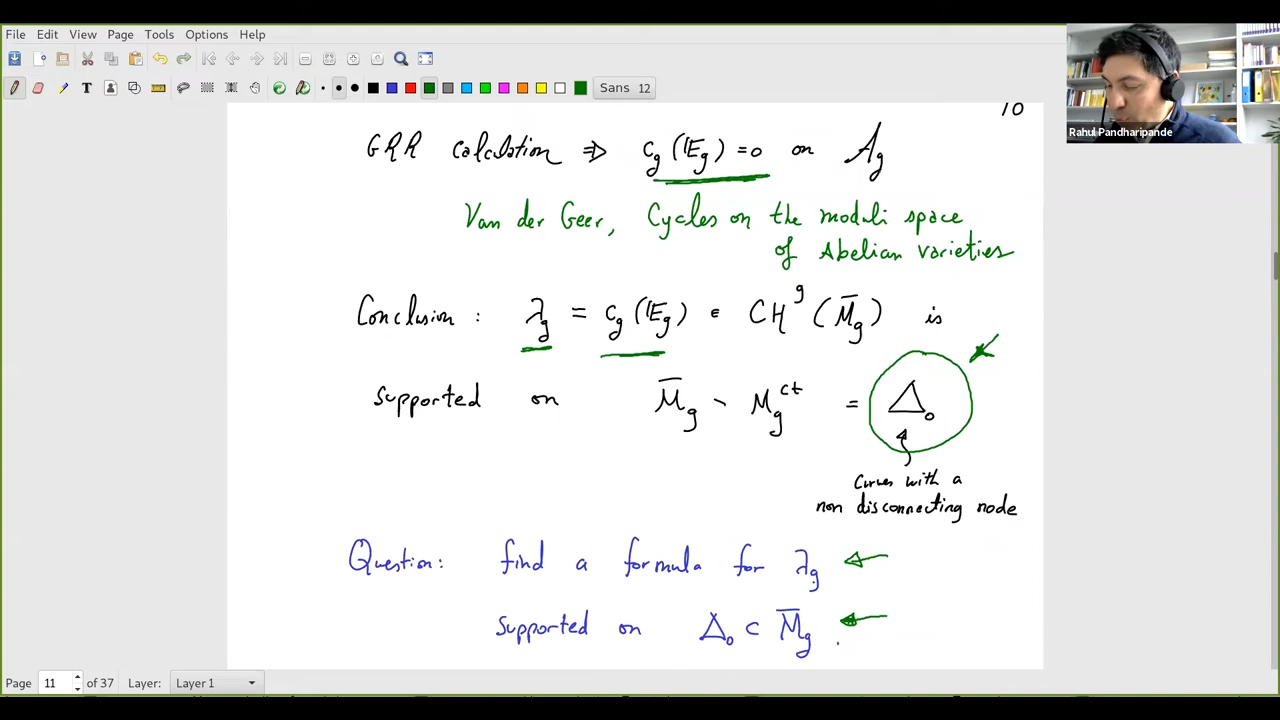 File Edit View Page Tools Options Help
Sans 12
Rahul Pandharipande
10
GRR calculation ⇒ c_g (𝔼_g) = 0 on A_g
Van der Geer, Cycles on the moduli space
of Abelian varieties
Conclusion : λ_g = c_g (𝔼_g) ∈ CH^g (M̄_g) is
supported on M̄_g \ M_g^ct = Δ_0
Curves with a
non disconnecting node
Question: find a formula for λ_g
supported on Δ_0 ⊂ M̄_g .
Page 11 of 37 Layer: Layer 1